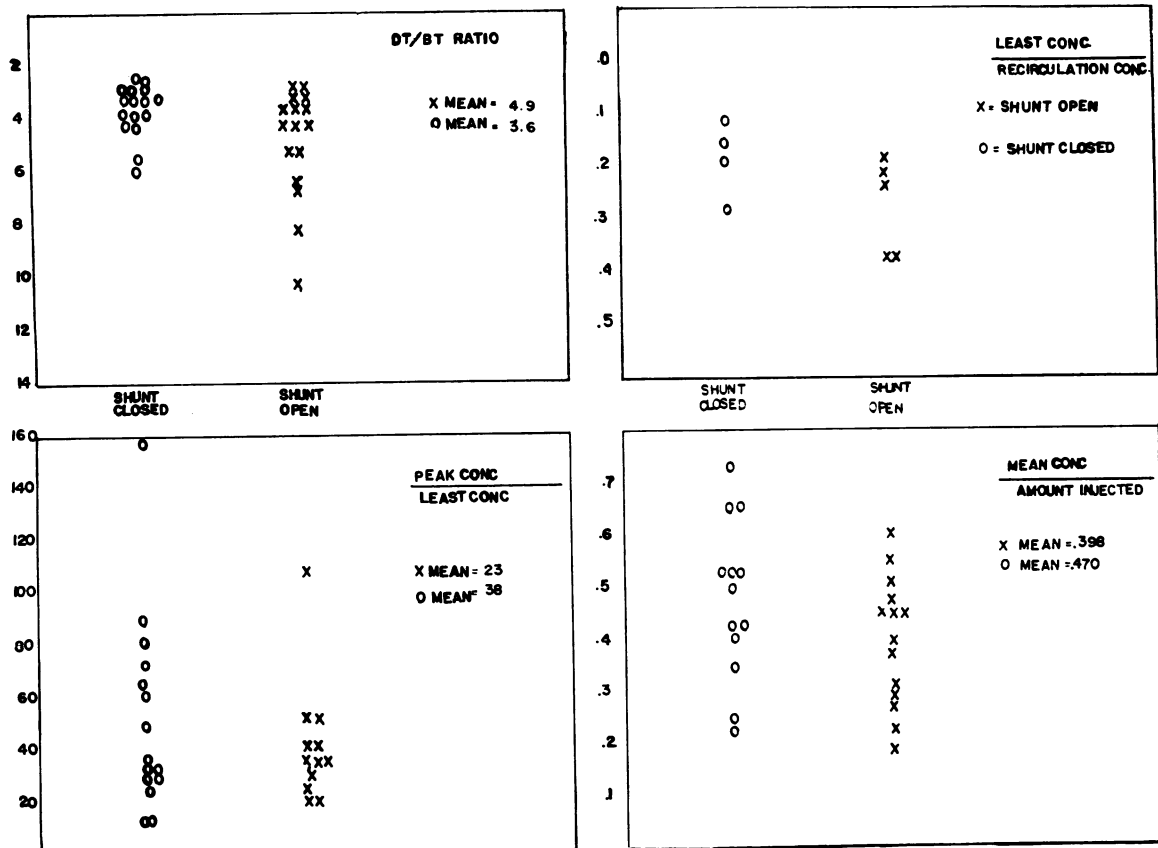 DT/BT RATIO
2
4
6
8
10
12
14
X MEAN = 4.9
O MEAN = 3.6
SHUNT CLOSED
SHUNT OPEN
LEAST CONC.
RECIRCULATION CONC.
.0
.1
.2
.3
.4
.5
X = SHUNT OPEN
O = SHUNT CLOSED
SHUNT CLOSED
SHUNT OPEN
PEAK CONC
LEAST CONC
160
140
120
100
80
60
40
20
X MEAN = 23
O MEAN = 38
MEAN CONC
AMOUNT INJECTED
.7
.6
.5
.4
.3
.2
.1
X MEAN = .398
O MEAN = .470